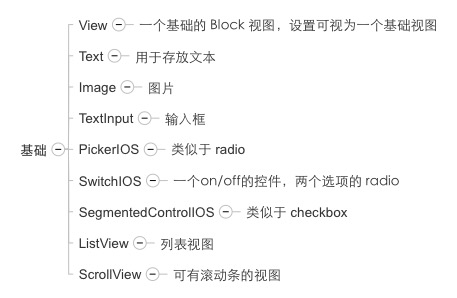 View 一个基础的 Block 视图，设置可视为一个基础视图
Text 用于存放文本
Image 图片
TextInput 输入框
基础 PickerIOS 类似于 radio
SwitchIOS 一个on/off的控件，两个选项的 radio
SegmentedControlIOS 类似于 checkbox
ListView 列表视图
ScrollView 可有滚动条的视图